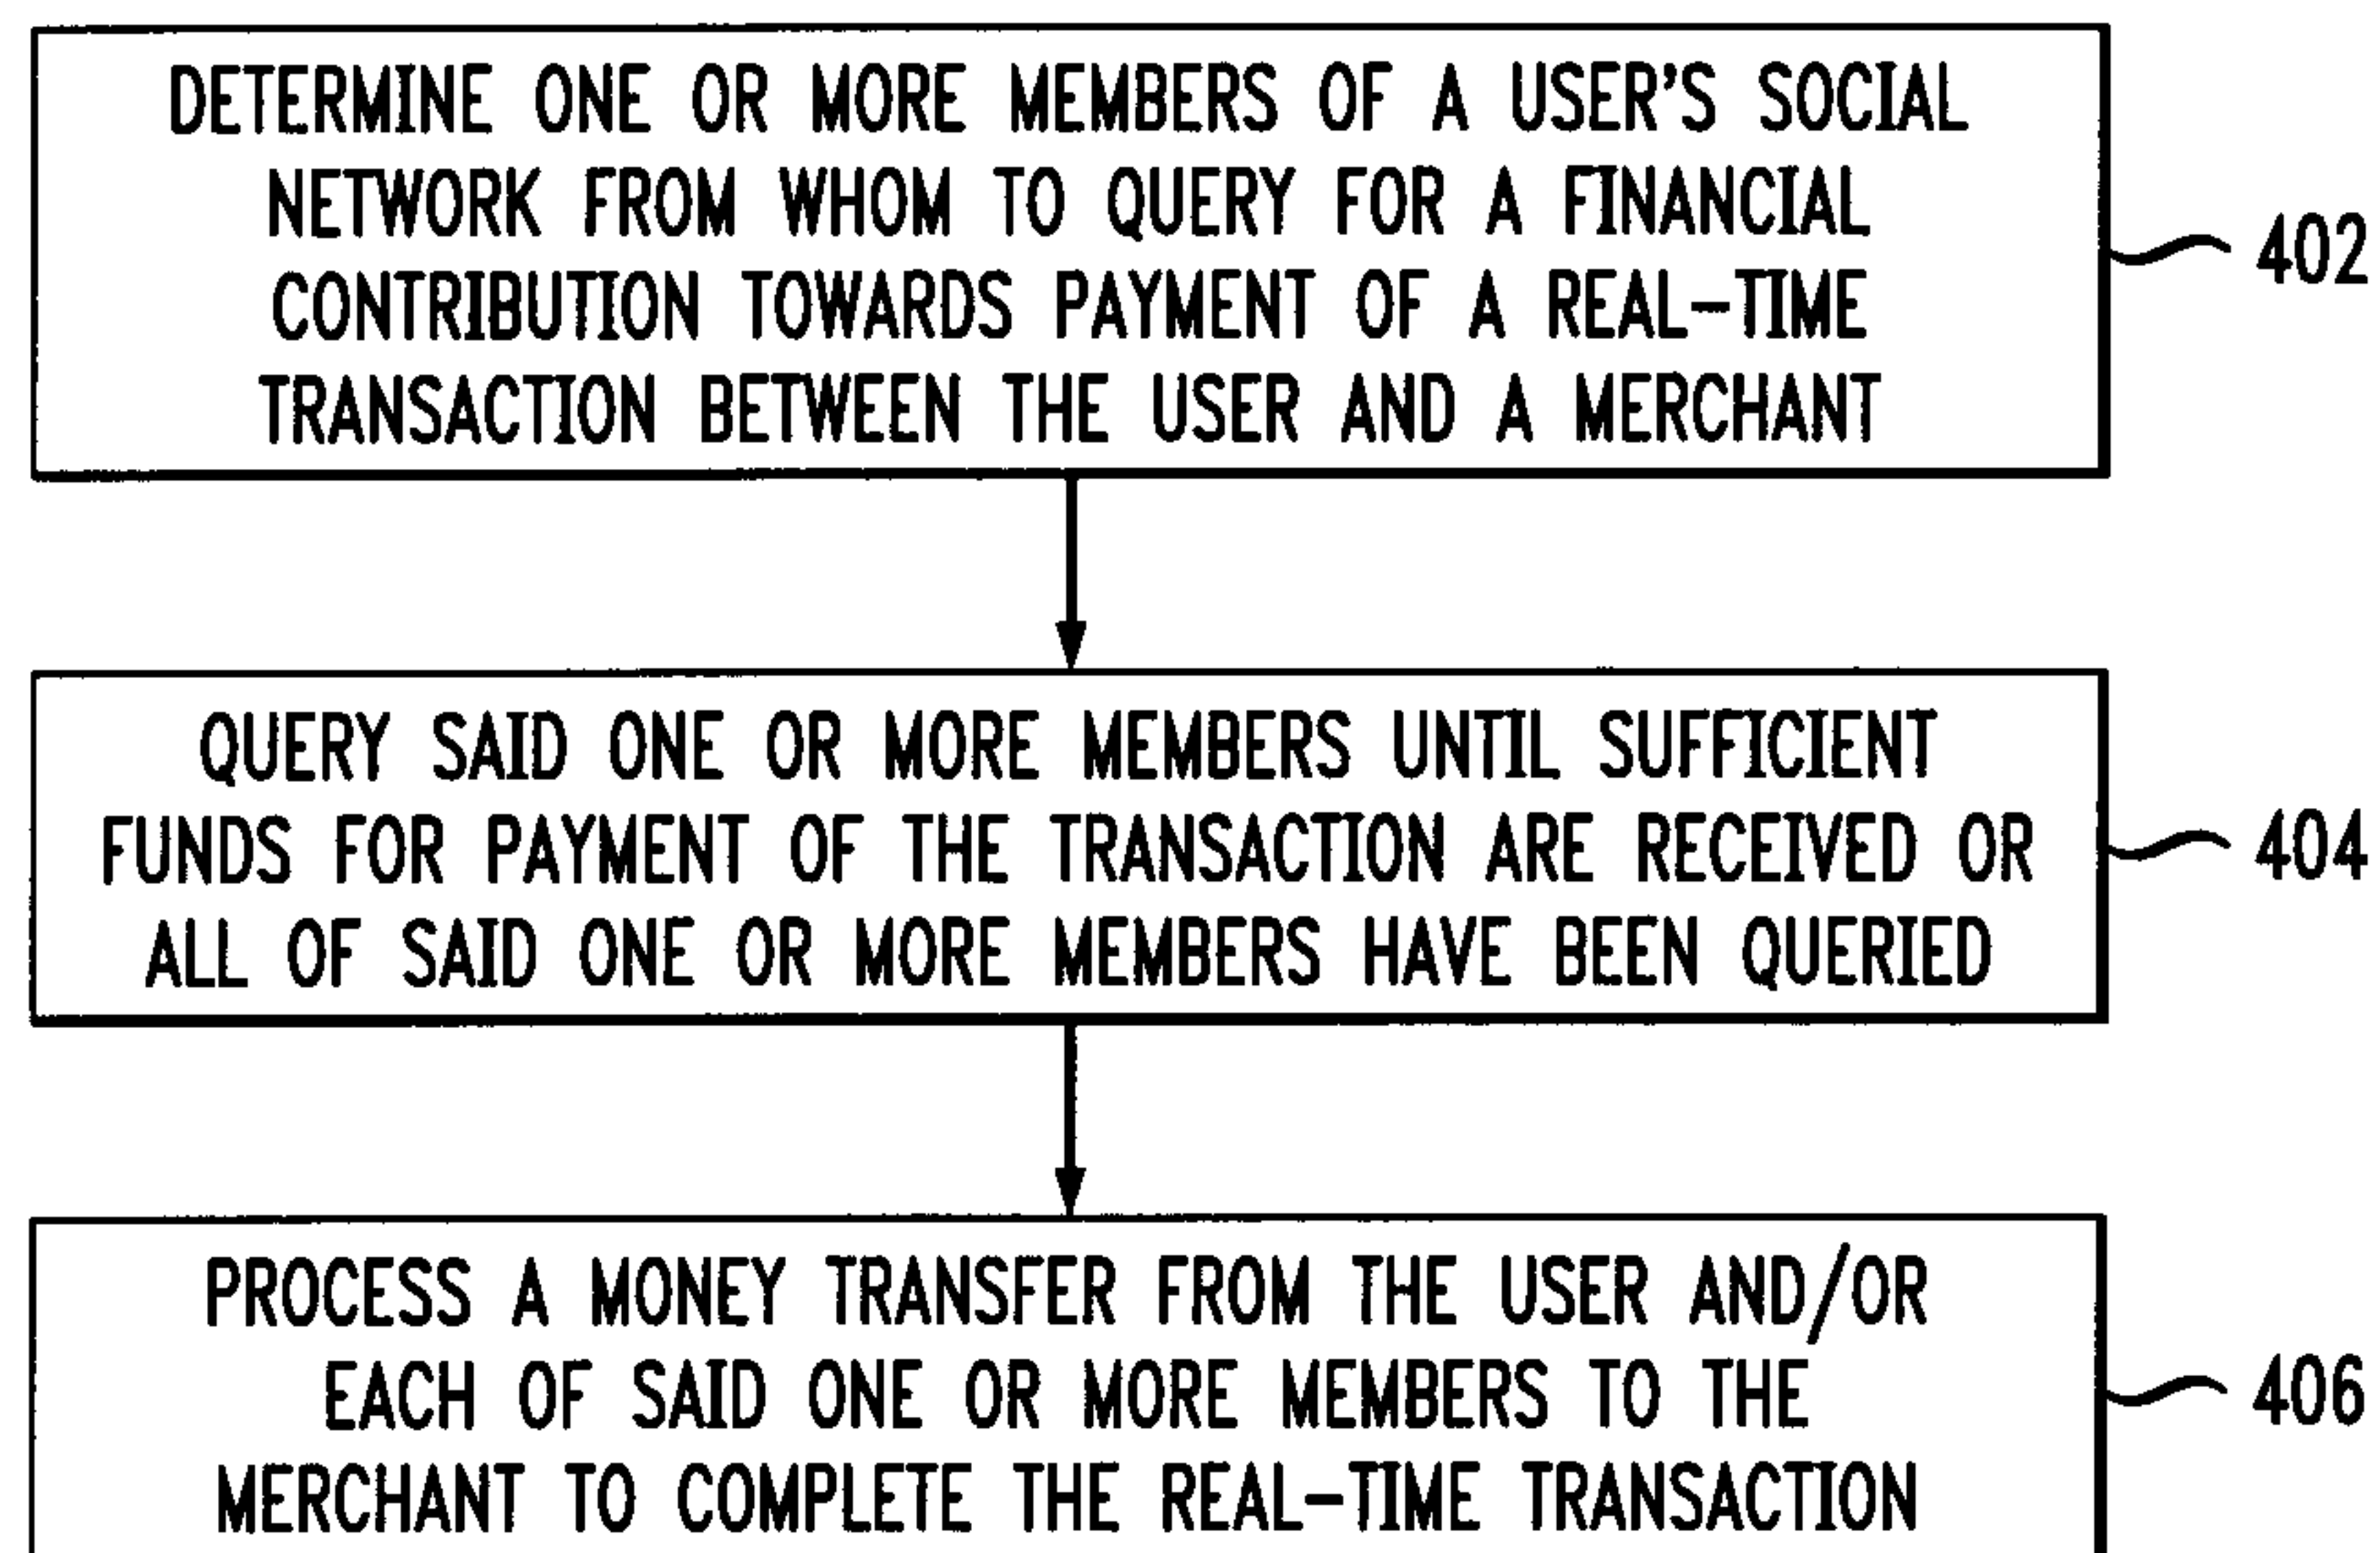 DETERMINE ONE OR MORE MEMBERS OF A USER'S SOCIAL
NETWORK FROM WHOM TO QUERY FOR A FINANCIAL
CONTRIBUTION TOWARDS PAYMENT OF A REAL-TIME
TRANSACTION BETWEEN THE USER AND A MERCHANT
402
QUERY SAID ONE OR MORE MEMBERS UNTIL SUFFICIENT
FUNDS FOR PAYMENT OF THE TRANSACTION ARE RECEIVED OR
ALL OF SAID ONE OR MORE MEMBERS HAVE BEEN QUERIED
404
PROCESS A MONEY TRANSFER FROM THE USER AND/OR
EACH OF SAID ONE OR MORE MEMBERS TO THE
MERCHANT TO COMPLETE THE REAL-TIME TRANSACTION
406